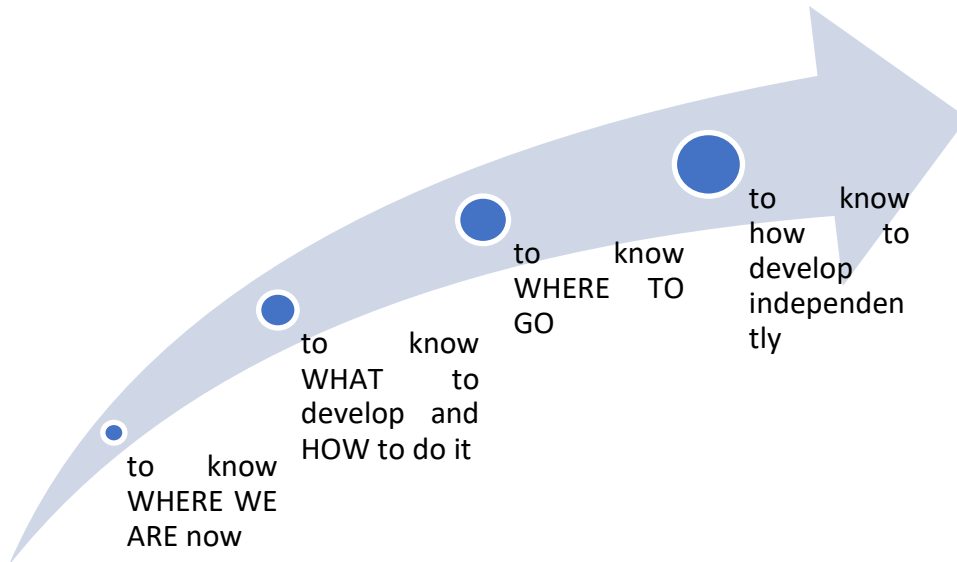 to know
WHERE WE
ARE now
to know
WHAT to
develop and
HOW to do it
to know
WHERE TO
GO
to know
how to
develop
independen
tly